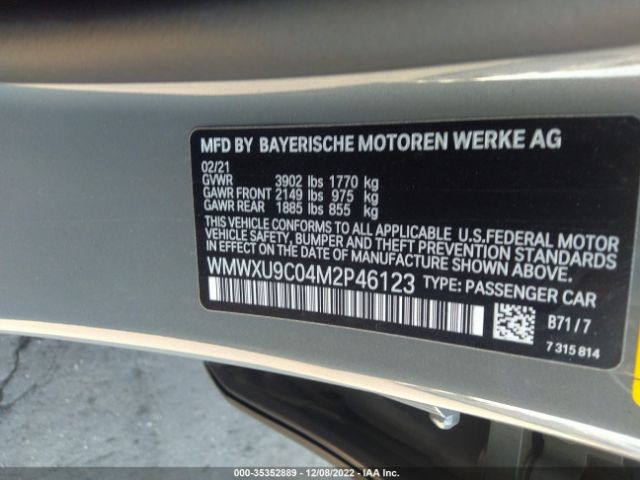 MFD BY BAYERISCHE MOTOREN WERKE AG
02/21
GVWR 3902 lbs 1770 kg
GAWR FRONT 2149 lbs 975 kg
GAWR REAR 1885 lbs 855 kg
THIS VEHICLE CONFORMS TO ALL APPLICABLE U.S.FEDERAL MOTOR
VEHICLE SAFETY, BUMPER AND THEFT PREVENTION STANDARDS
IN EFFECT ON THE DATE OF MANUFACTURE SHOWN ABOVE.
WMWXU9C04M2P46123 TYPE: PASSENGER CAR
B71/7
7 315 814
000-35352889 - 12/08/2022 - IAA Inc.